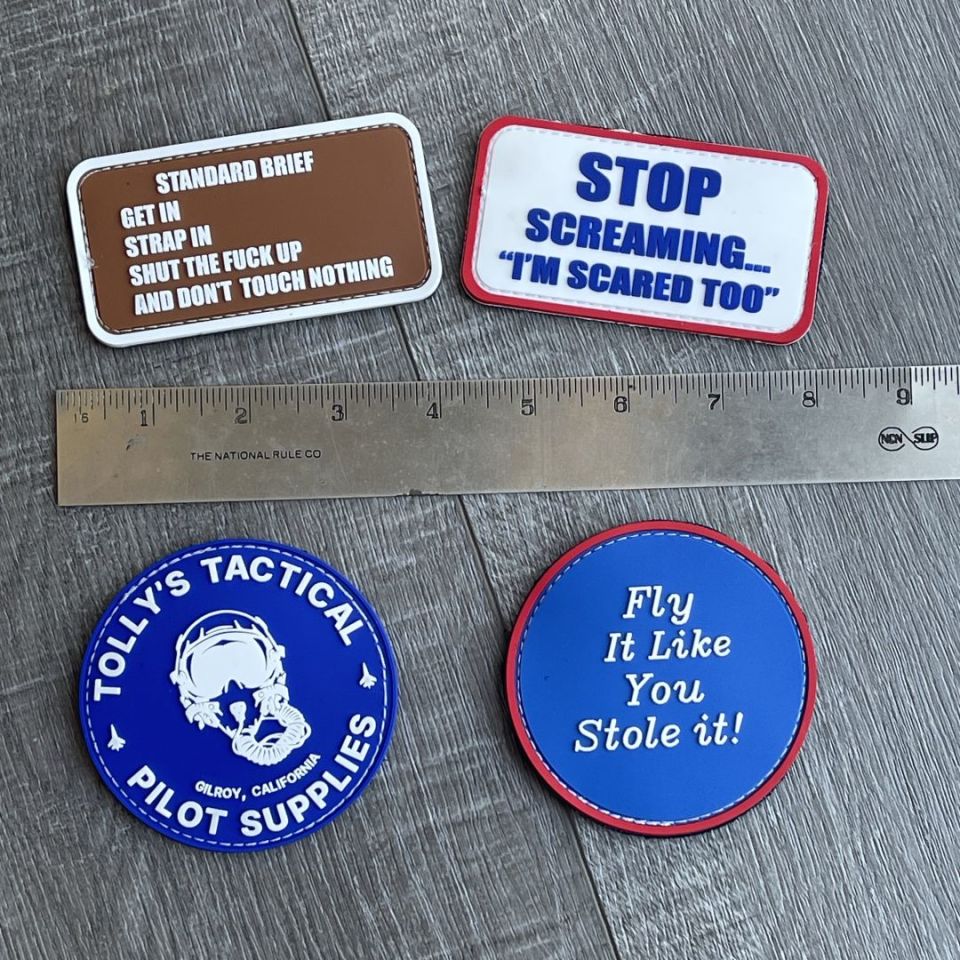 STANDARD BRIEF
GET IN
STRAP IN
SHUT THE FUCK UP
AND DON'T TOUCH NOTHING
STOP
SCREAMING...
“I'M SCARED TOO”
16 1 2 3 4 5 6 7 8 9
THE NATIONAL RULE CO
NON SLIP
TOLLY'S TACTICAL
PILOT SUPPLIES
GILROY, CALIFORNIA
Fly
It Like
You
Stole it!